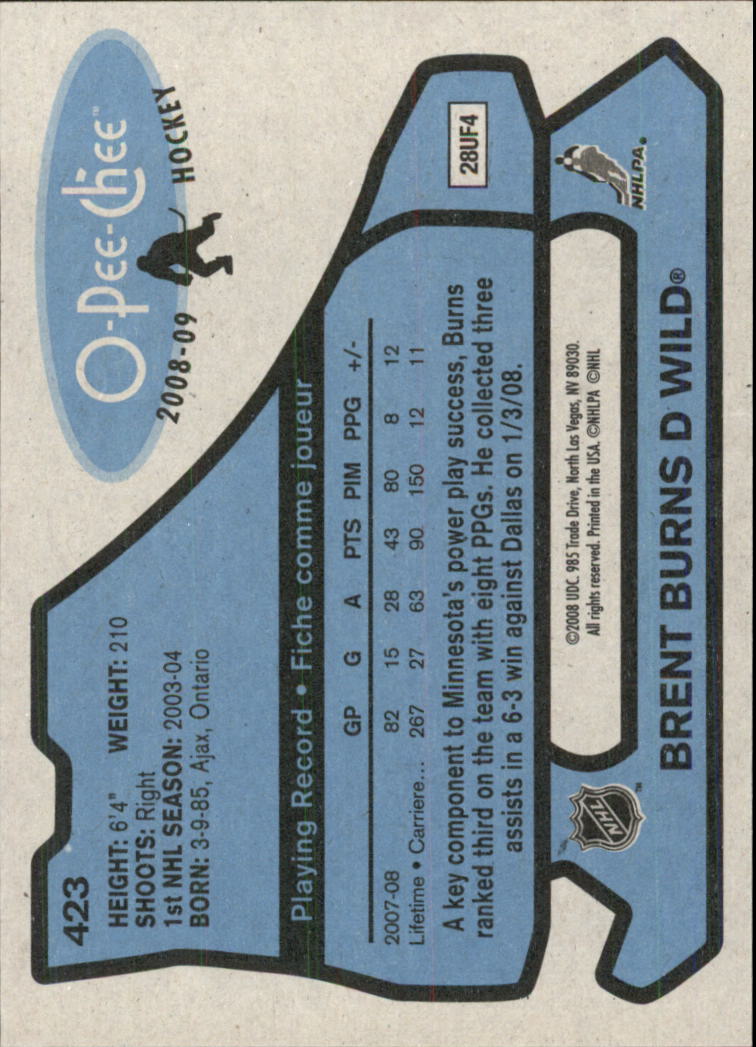 423
O-Pee-Chee™
2008-09 HOCKEY
HEIGHT: 6'4" WEIGHT: 210
SHOOTS: Right
1st NHL SEASON: 2003-04
BORN: 3-9-85, Ajax, Ontario
Playing Record • Fiche comme joueur
GP G A PTS PIM PPG +/-
2007-08 82 15 28 43 80 8 12
Lifetime • Carriere... 267 27 63 90 150 12 11
A key component to Minnesota's power play success, Burns
ranked third on the team with eight PPGs. He collected three
assists in a 6-3 win against Dallas on 1/3/08.
28UF4
NHL™
©2008 UDC. 985 Trade Drive, North Las Vegas, NV 89030.
All rights reserved. Printed in the USA. ©NHLPA ©NHL
NHLPA.
BRENT BURNS D WILD®